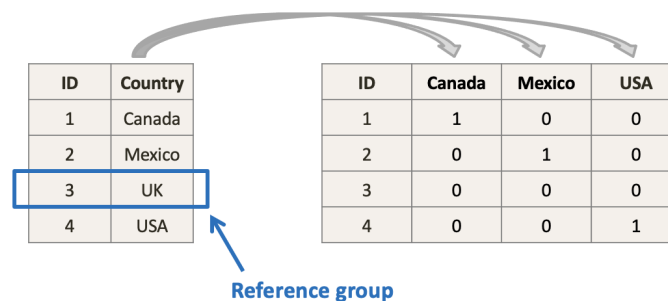 ID Country
1 Canada
2 Mexico
3 UK
4 USA
Reference group
ID Canada Mexico USA
1 1 0 0
2 0 1 0
3 0 0 0
4 0 0 1